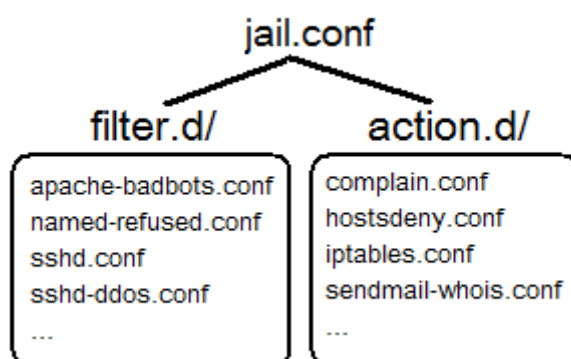 jail.conf
filter.d/
action.d/
apache-badbots.conf
named-refused.conf
sshd.conf
sshd-ddos.conf
...
complain.conf
hostsdeny.conf
iptables.conf
sendmail-whois.conf
...